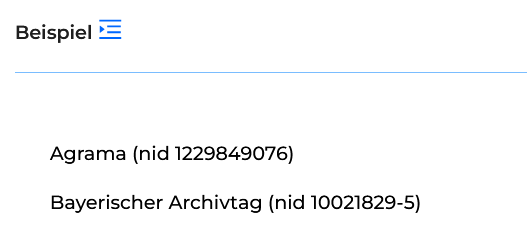 Beispiel
Agrama (nid 1229849076)
Bayerischer Archivtag (nid 10021829-5)